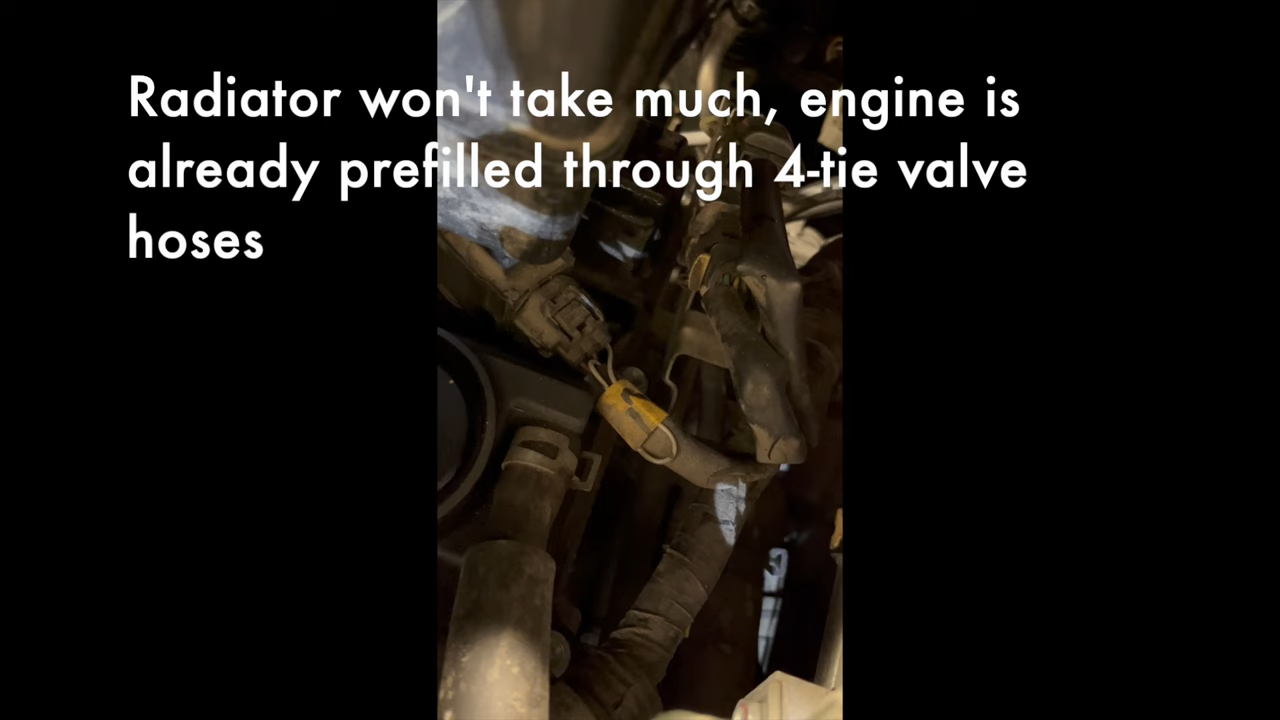 Radiator won't take much, engine is
already prefilled through 4-tie valve
hoses